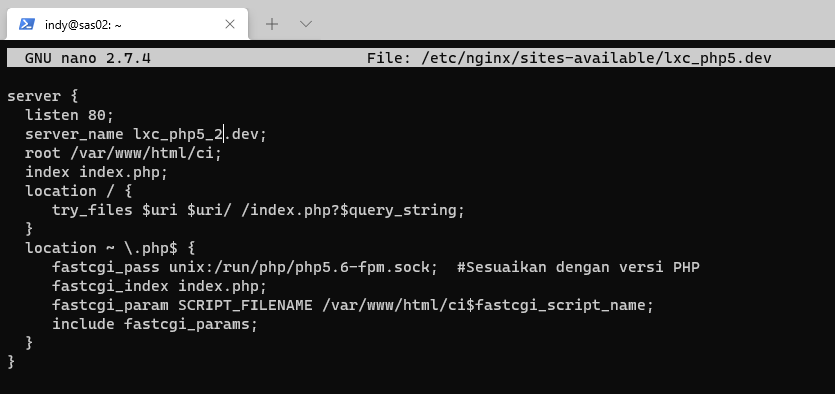 indy@sas02: ~
GNU nano 2.7.4 File: /etc/nginx/sites-available/lxc_php5.dev
server {
listen 80;
server_name lxc_php5_2.dev;
root /var/www/html/ci;
index index.php;
location / {
try_files $uri $uri/ /index.php?$query_string;
}
location ~ \.php$ {
fastcgi_pass unix:/run/php/php5.6-fpm.sock; #Sesuaikan dengan versi PHP
fastcgi_index index.php;
fastcgi_param SCRIPT_FILENAME /var/www/html/ci$fastcgi_script_name;
include fastcgi_params;
}
}